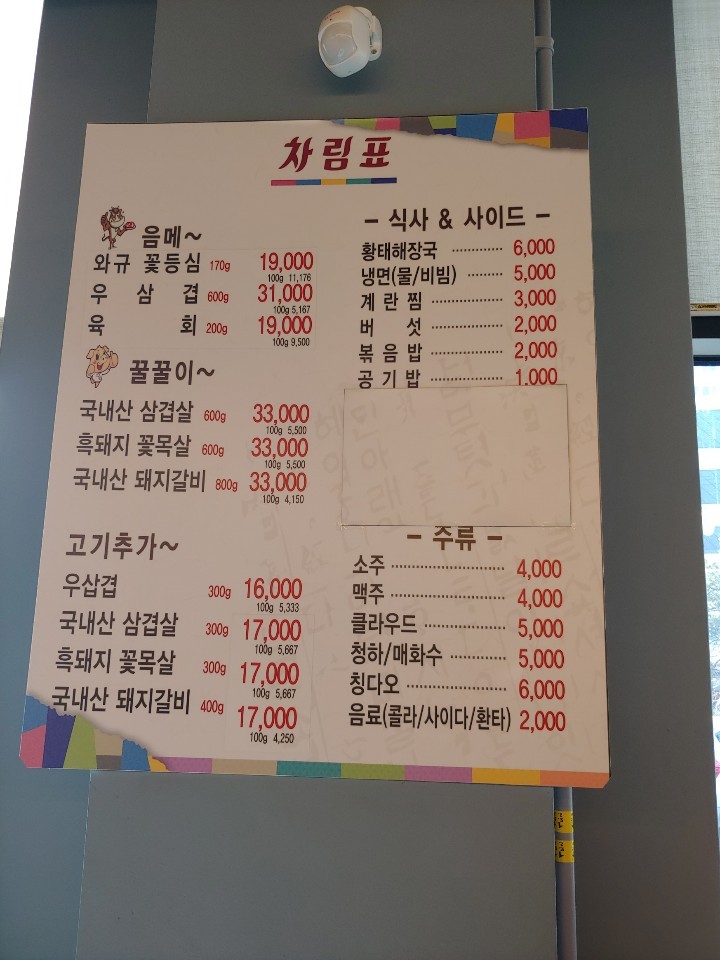 차림표
음메~
와규 꽃등심 170g 19,000
100g 11,176
우 삼 겹 600g 31,000
100g 5,167
육 회 200g 19,000
100g 9,500
꿀꿀이~
국내산 삼겹살 600g 33,000
100g 5,500
흑돼지 꽃목살 600g 33,000
100g 5,500
국내산 돼지갈비 800g 33,000
100g 4,150
고기추가~
우삼겹 300g 16,000
100g 5,333
국내산 삼겹살 300g 17,000
100g 5,667
흑돼지 꽃목살 300g 17,000
100g 5,667
국내산 돼지갈비 400g 17,000
100g 4,250
- 식사 & 사이드 -
황태해장국 ············ 6,000
냉면(물/비빔) ········ 5,000
계 란 찜 ················ 3,000
버 섯 ················ 2,000
볶 음 밥 ················ 2,000
공 기 밥 ················ 1,000
- 주류 -
소주 ······················ 4,000
맥주 ······················ 4,000
클라우드 ················ 5,000
청하/매화수 ············ 5,000
칭다오 ··················· 6,000
음료(콜라/사이다/환타) 2,000